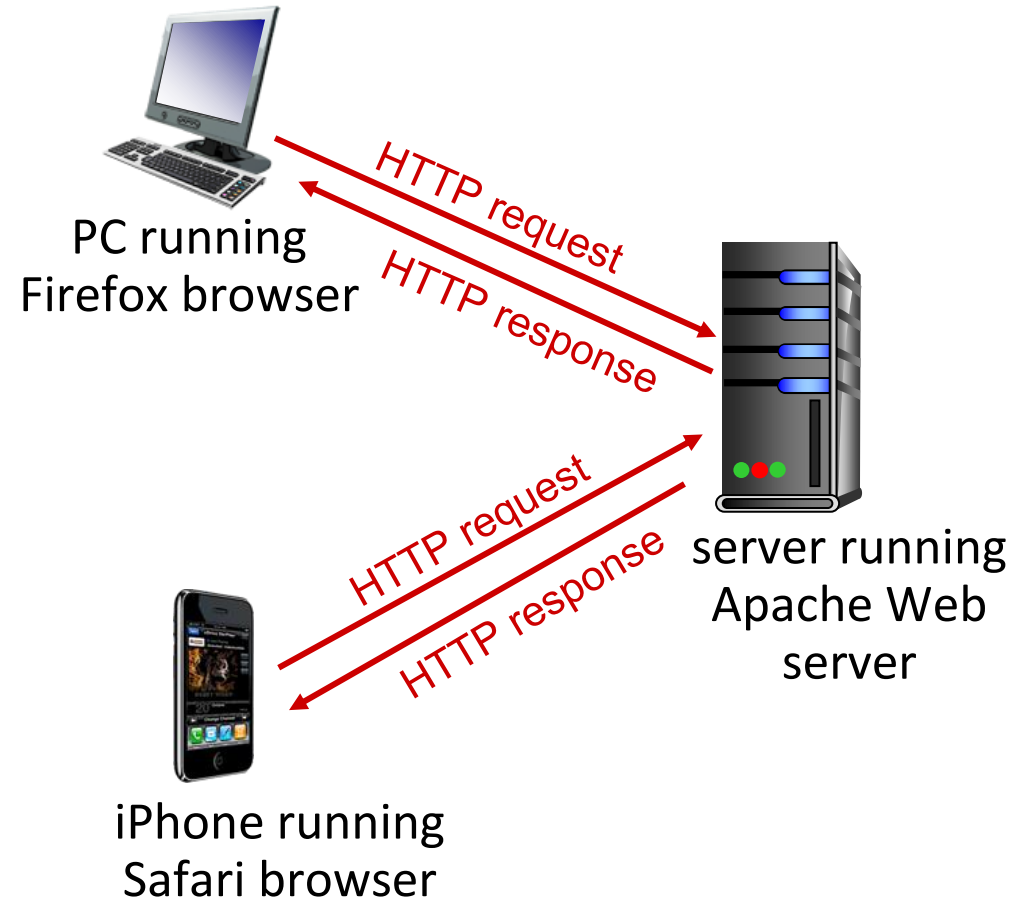 HTTP request
HTTP response
PC running
Firefox browser
HTTP request
HTTP response
server running
Apache Web
server
iPhone running
Safari browser